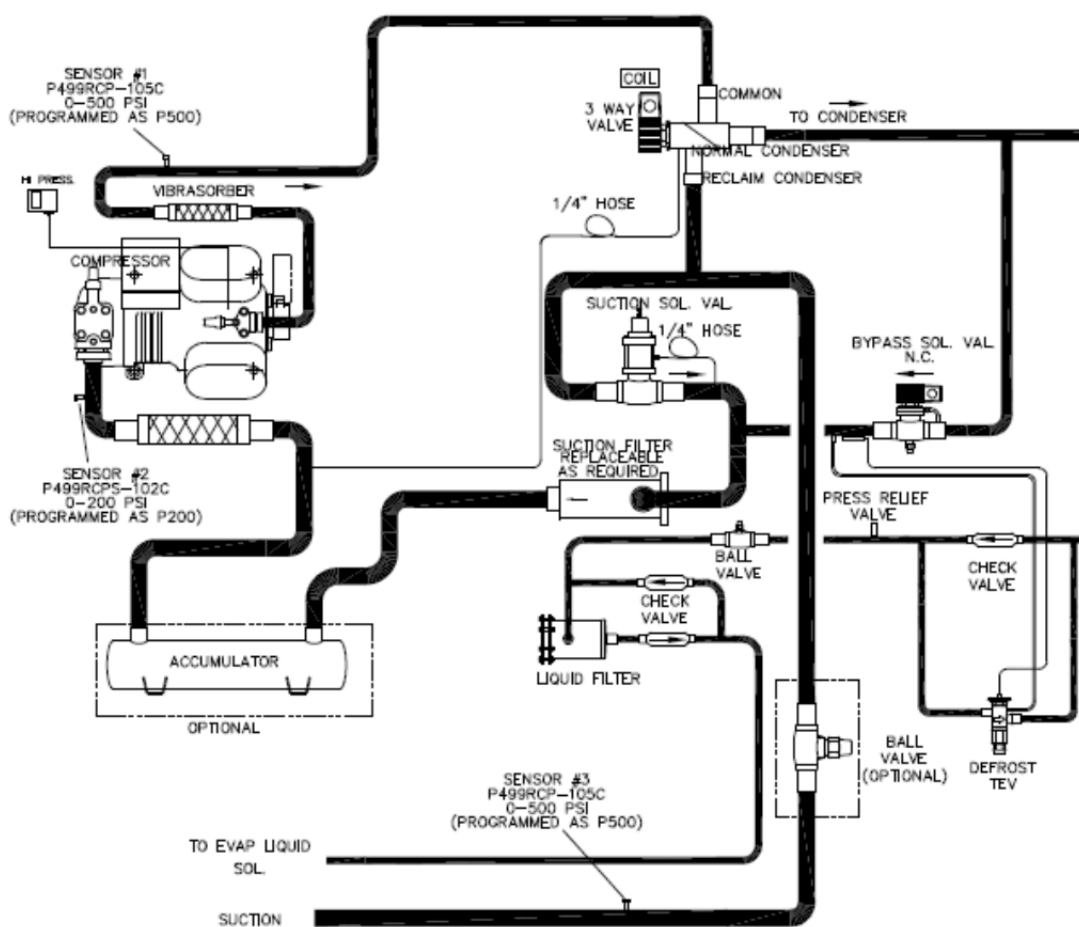 SENSOR #1
P499RCP-105C
0-500 PSI
(PROGRAMMED AS P500)
COIL
COMMON
3 WAY
VALVE
TO CONDENSER
NORMAL CONDENSER
RECLAIM CONDENSER
HI PRESS.
VIBRASORBER
1/4" HOSE
COMPRESSOR
SUCTION SOL. VAL.
1/4" HOSE
BYPASS SOL. VAL.
N.C.
SUCTION FILTER
REPLACEABLE
AS REQUIRED
SENSOR #2
P499RCPS-102C
0-200 PSI
(PROGRAMMED AS P200)
PRESS RELIEF
VALVE
BALL
VALVE
CHECK
VALVE
CHECK
VALVE
ACCUMULATOR
LIQUID FILTER
OPTIONAL
BALL
VALVE
(OPTIONAL)
DEFROST
TEV
SENSOR #3
P499RCP-105C
0-500 PSI
(PROGRAMMED AS P500)
TO EVAP LIQUID
SOL.
SUCTION